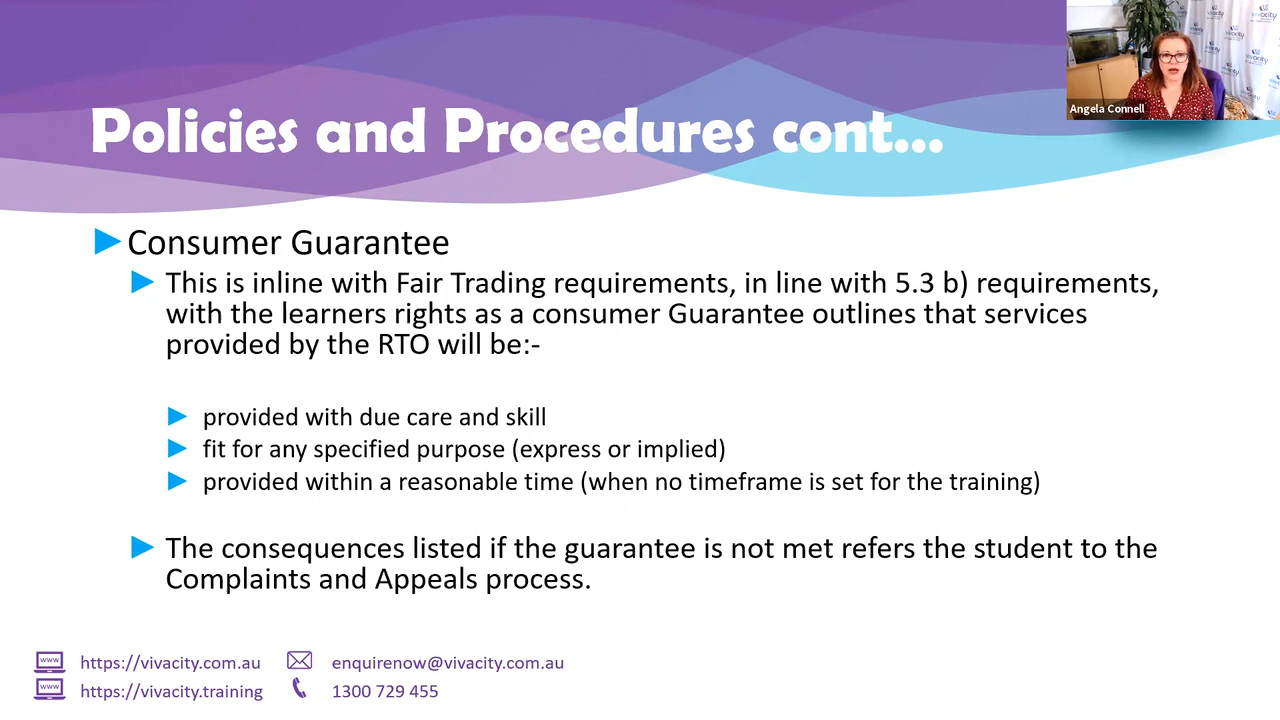 Policies and Procedures cont...
vivacity
Angela Connell
Consumer Guarantee
This is inline with Fair Trading requirements, in line with 5.3 b) requirements,
with the learners rights as a consumer Guarantee outlines that services
provided by the RTO will be:-
provided with due care and skill
fit for any specified purpose (express or implied)
provided within a reasonable time (when no timeframe is set for the training)
The consequences listed if the guarantee is not met refers the student to the
Complaints and Appeals process.
www https://vivacity.com.au enquirenow@vivacity.com.au
www https://vivacity.training 1300 729 455